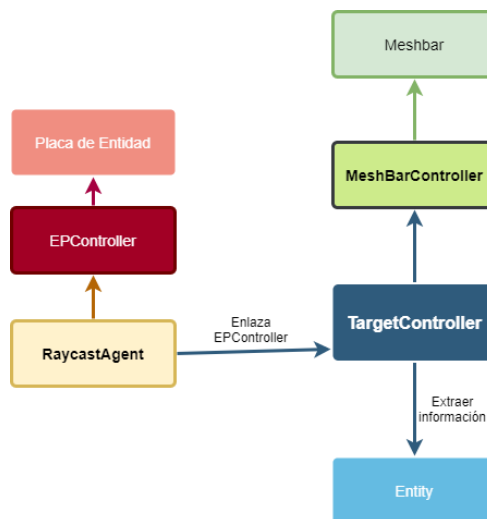 Meshbar
Placa de Entidad
MeshBarController
EPController
Enlaza
EPController
TargetController
RaycastAgent
Extraer
información
Entity